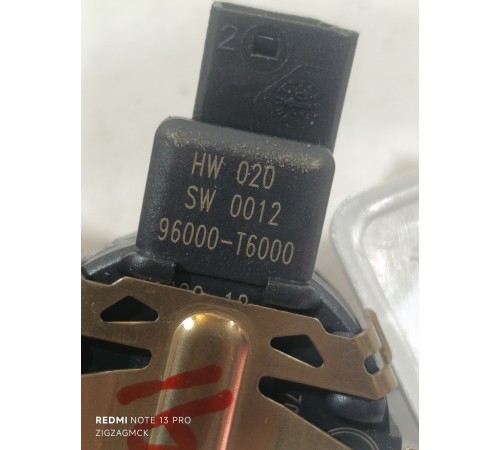 2
HW 020
SW 0012
96000-T6000
REDMI NOTE 13 PRO
ZIGZAGMCK